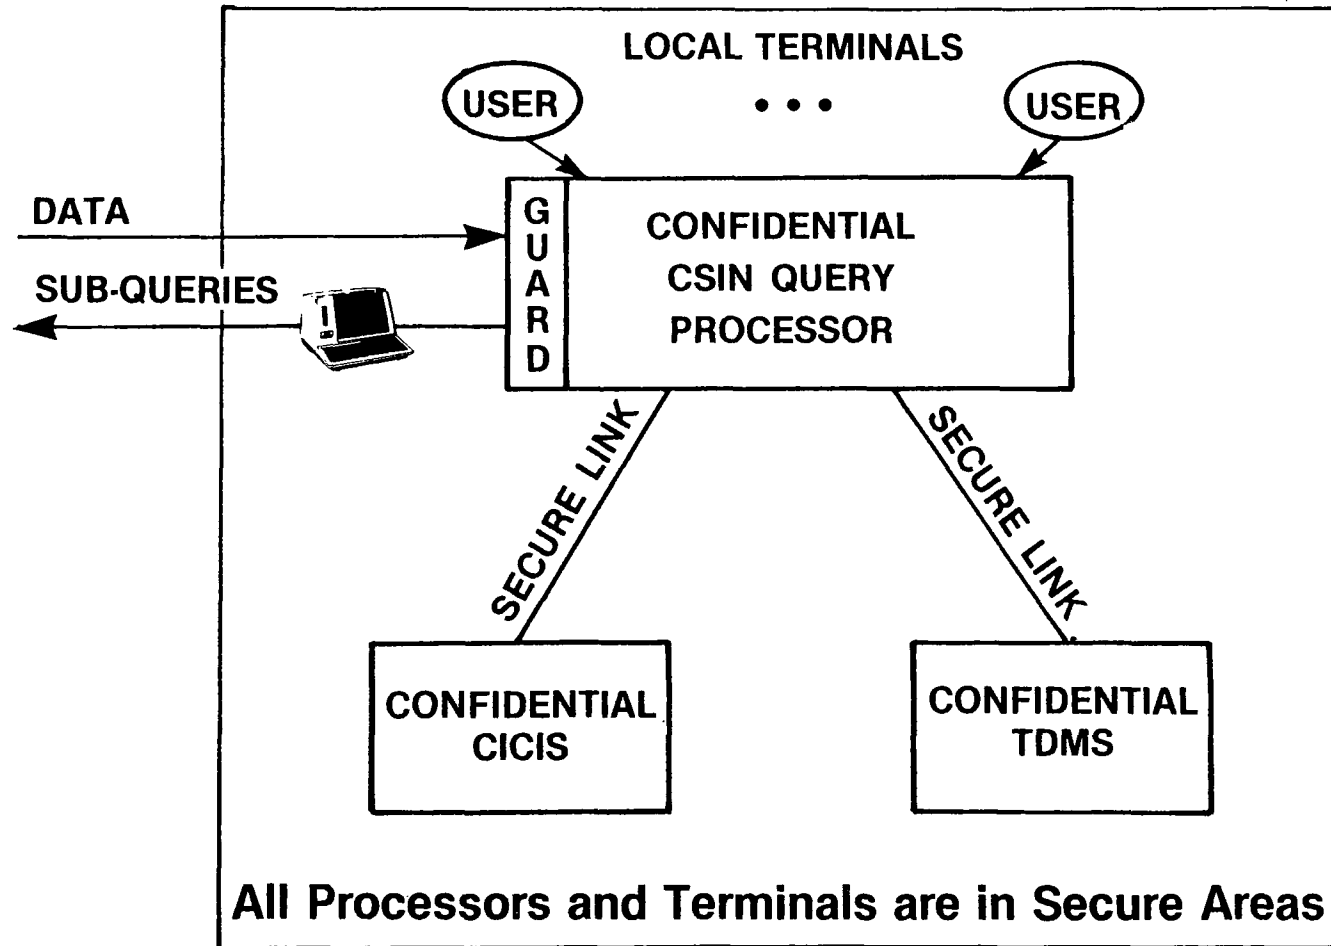 LOCAL TERMINALS
USER
USER
DATA
SUB-QUERIES
GUARD
CONFIDENTIAL
CSIN QUERY
PROCESSOR
SECURE LINK
SECURE LINK
CONFIDENTIAL
CICIS
CONFIDENTIAL
TDMS
All Processors and Terminals are in Secure Areas